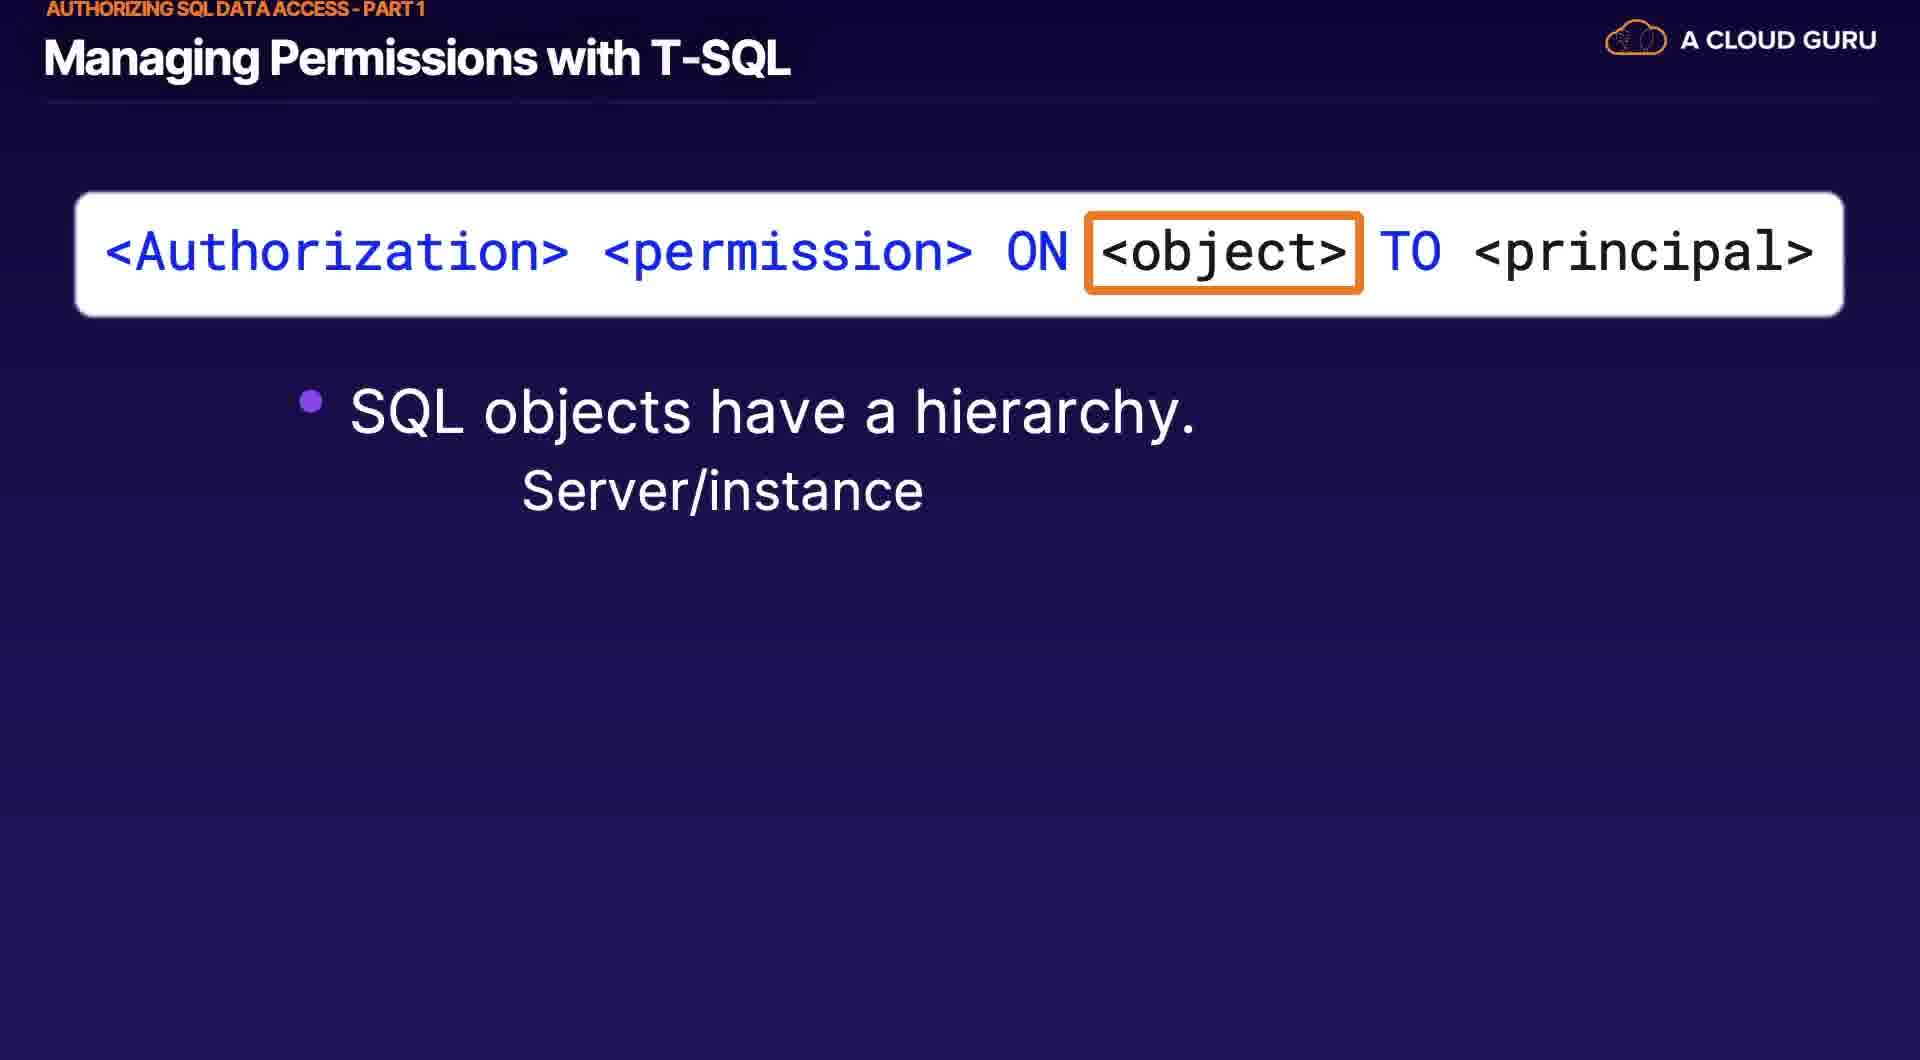 AUTHORIZING SQL DATA ACCESS - PART 1
Managing Permissions with T-SQL
A CLOUD GURU
<Authorization> <permission> ON <object> TO <principal>
SQL objects have a hierarchy.
Server/instance